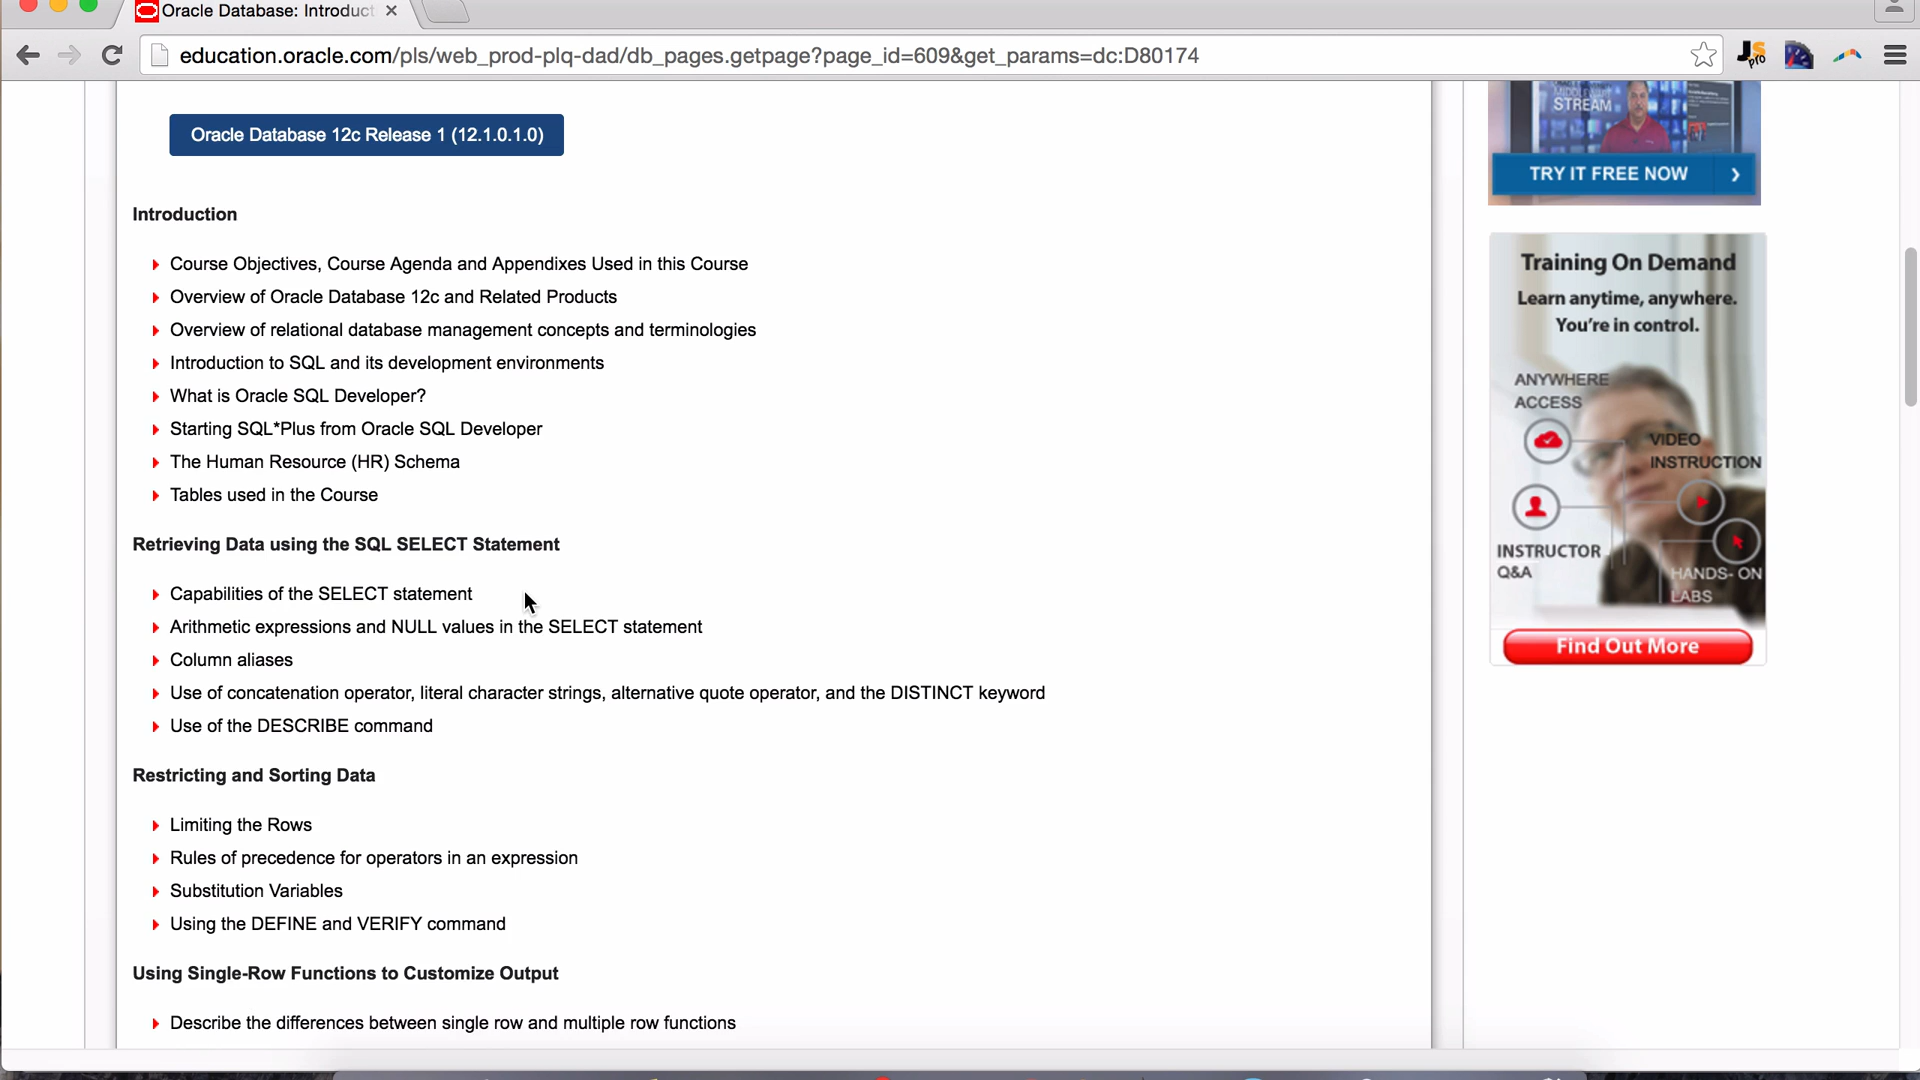 Oracle Database: Introduct
education.oracle.com/pls/web_prod-plq-dad/db_pages.getpage?page_id=609&get_params=dc:D80174
JS
pro
Oracle Database 12c Release 1 (12.1.0.1.0)
Introduction
Course Objectives, Course Agenda and Appendixes Used in this Course
Overview of Oracle Database 12c and Related Products
Overview of relational database management concepts and terminologies
Introduction to SQL and its development environments
What is Oracle SQL Developer?
Starting SQL*Plus from Oracle SQL Developer
The Human Resource (HR) Schema
Tables used in the Course
Retrieving Data using the SQL SELECT Statement
Capabilities of the SELECT statement
Arithmetic expressions and NULL values in the SELECT statement
Column aliases
Use of concatenation operator, literal character strings, alternative quote operator, and the DISTINCT keyword
Use of the DESCRIBE command
Restricting and Sorting Data
Limiting the Rows
Rules of precedence for operators in an expression
Substitution Variables
Using the DEFINE and VERIFY command
Using Single-Row Functions to Customize Output
Describe the differences between single row and multiple row functions
MIDDLEWARE
STREAM
TRY IT FREE NOW
Training On Demand
Learn anytime, anywhere.
You're in control.
ANYWHERE
ACCESS
VIDEO
INSTRUCTION
INSTRUCTOR
Q&A
HANDS- ON
LABS
Find Out More